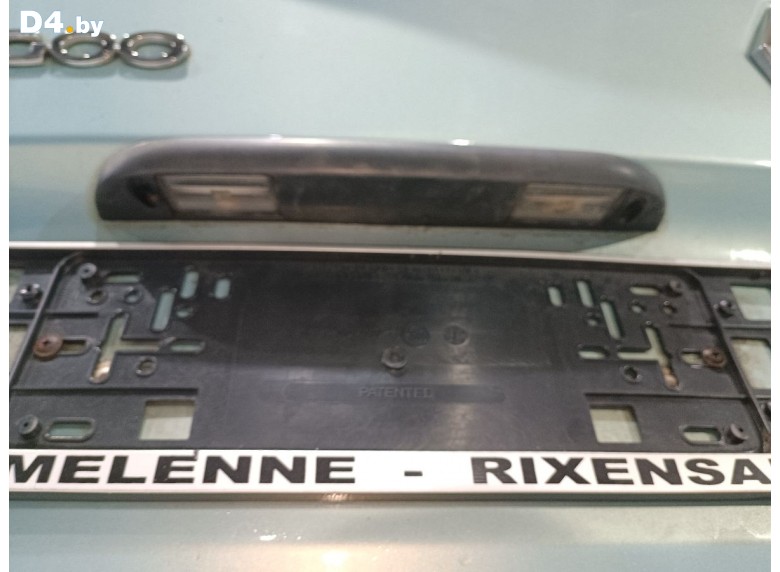 D4.by
PATENTED
MELENNE - RIXENSA